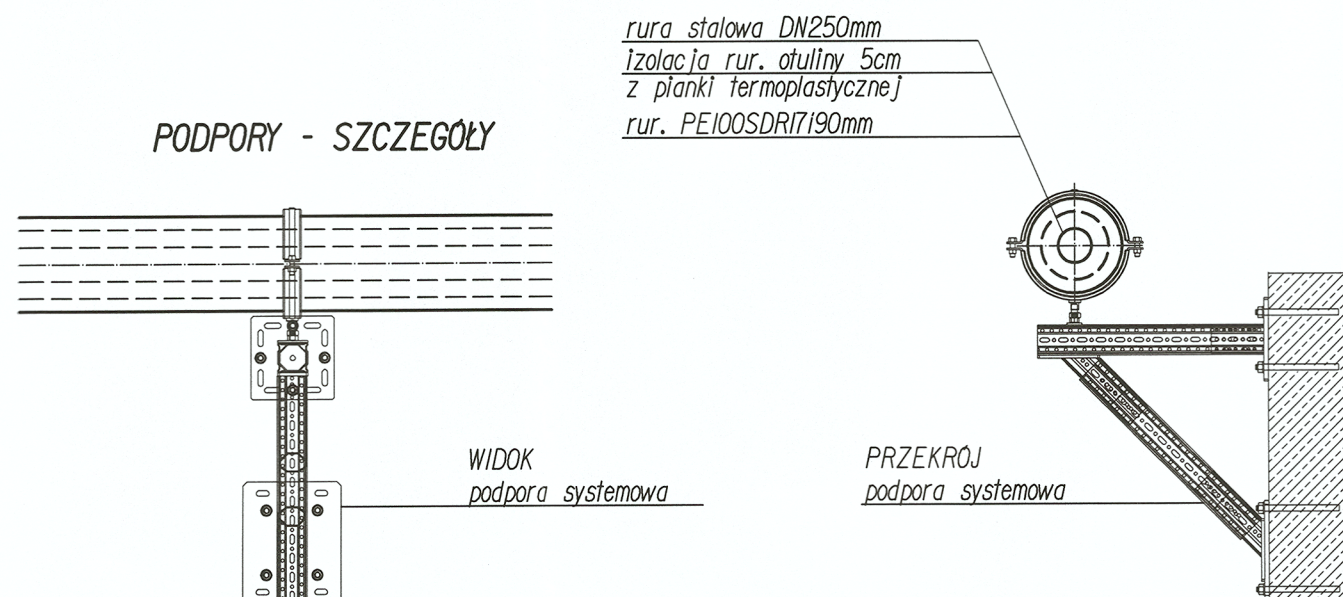 rura stalowa DN250mm
izolacja rur. otuliny 5cm
z pianki termoplastycznej
rur. PE100SDR17i90mm
PODPORY - SZCZEGÓŁY
WIDOK
podpora systemowa
PRZEKRÓJ
podpora systemowa